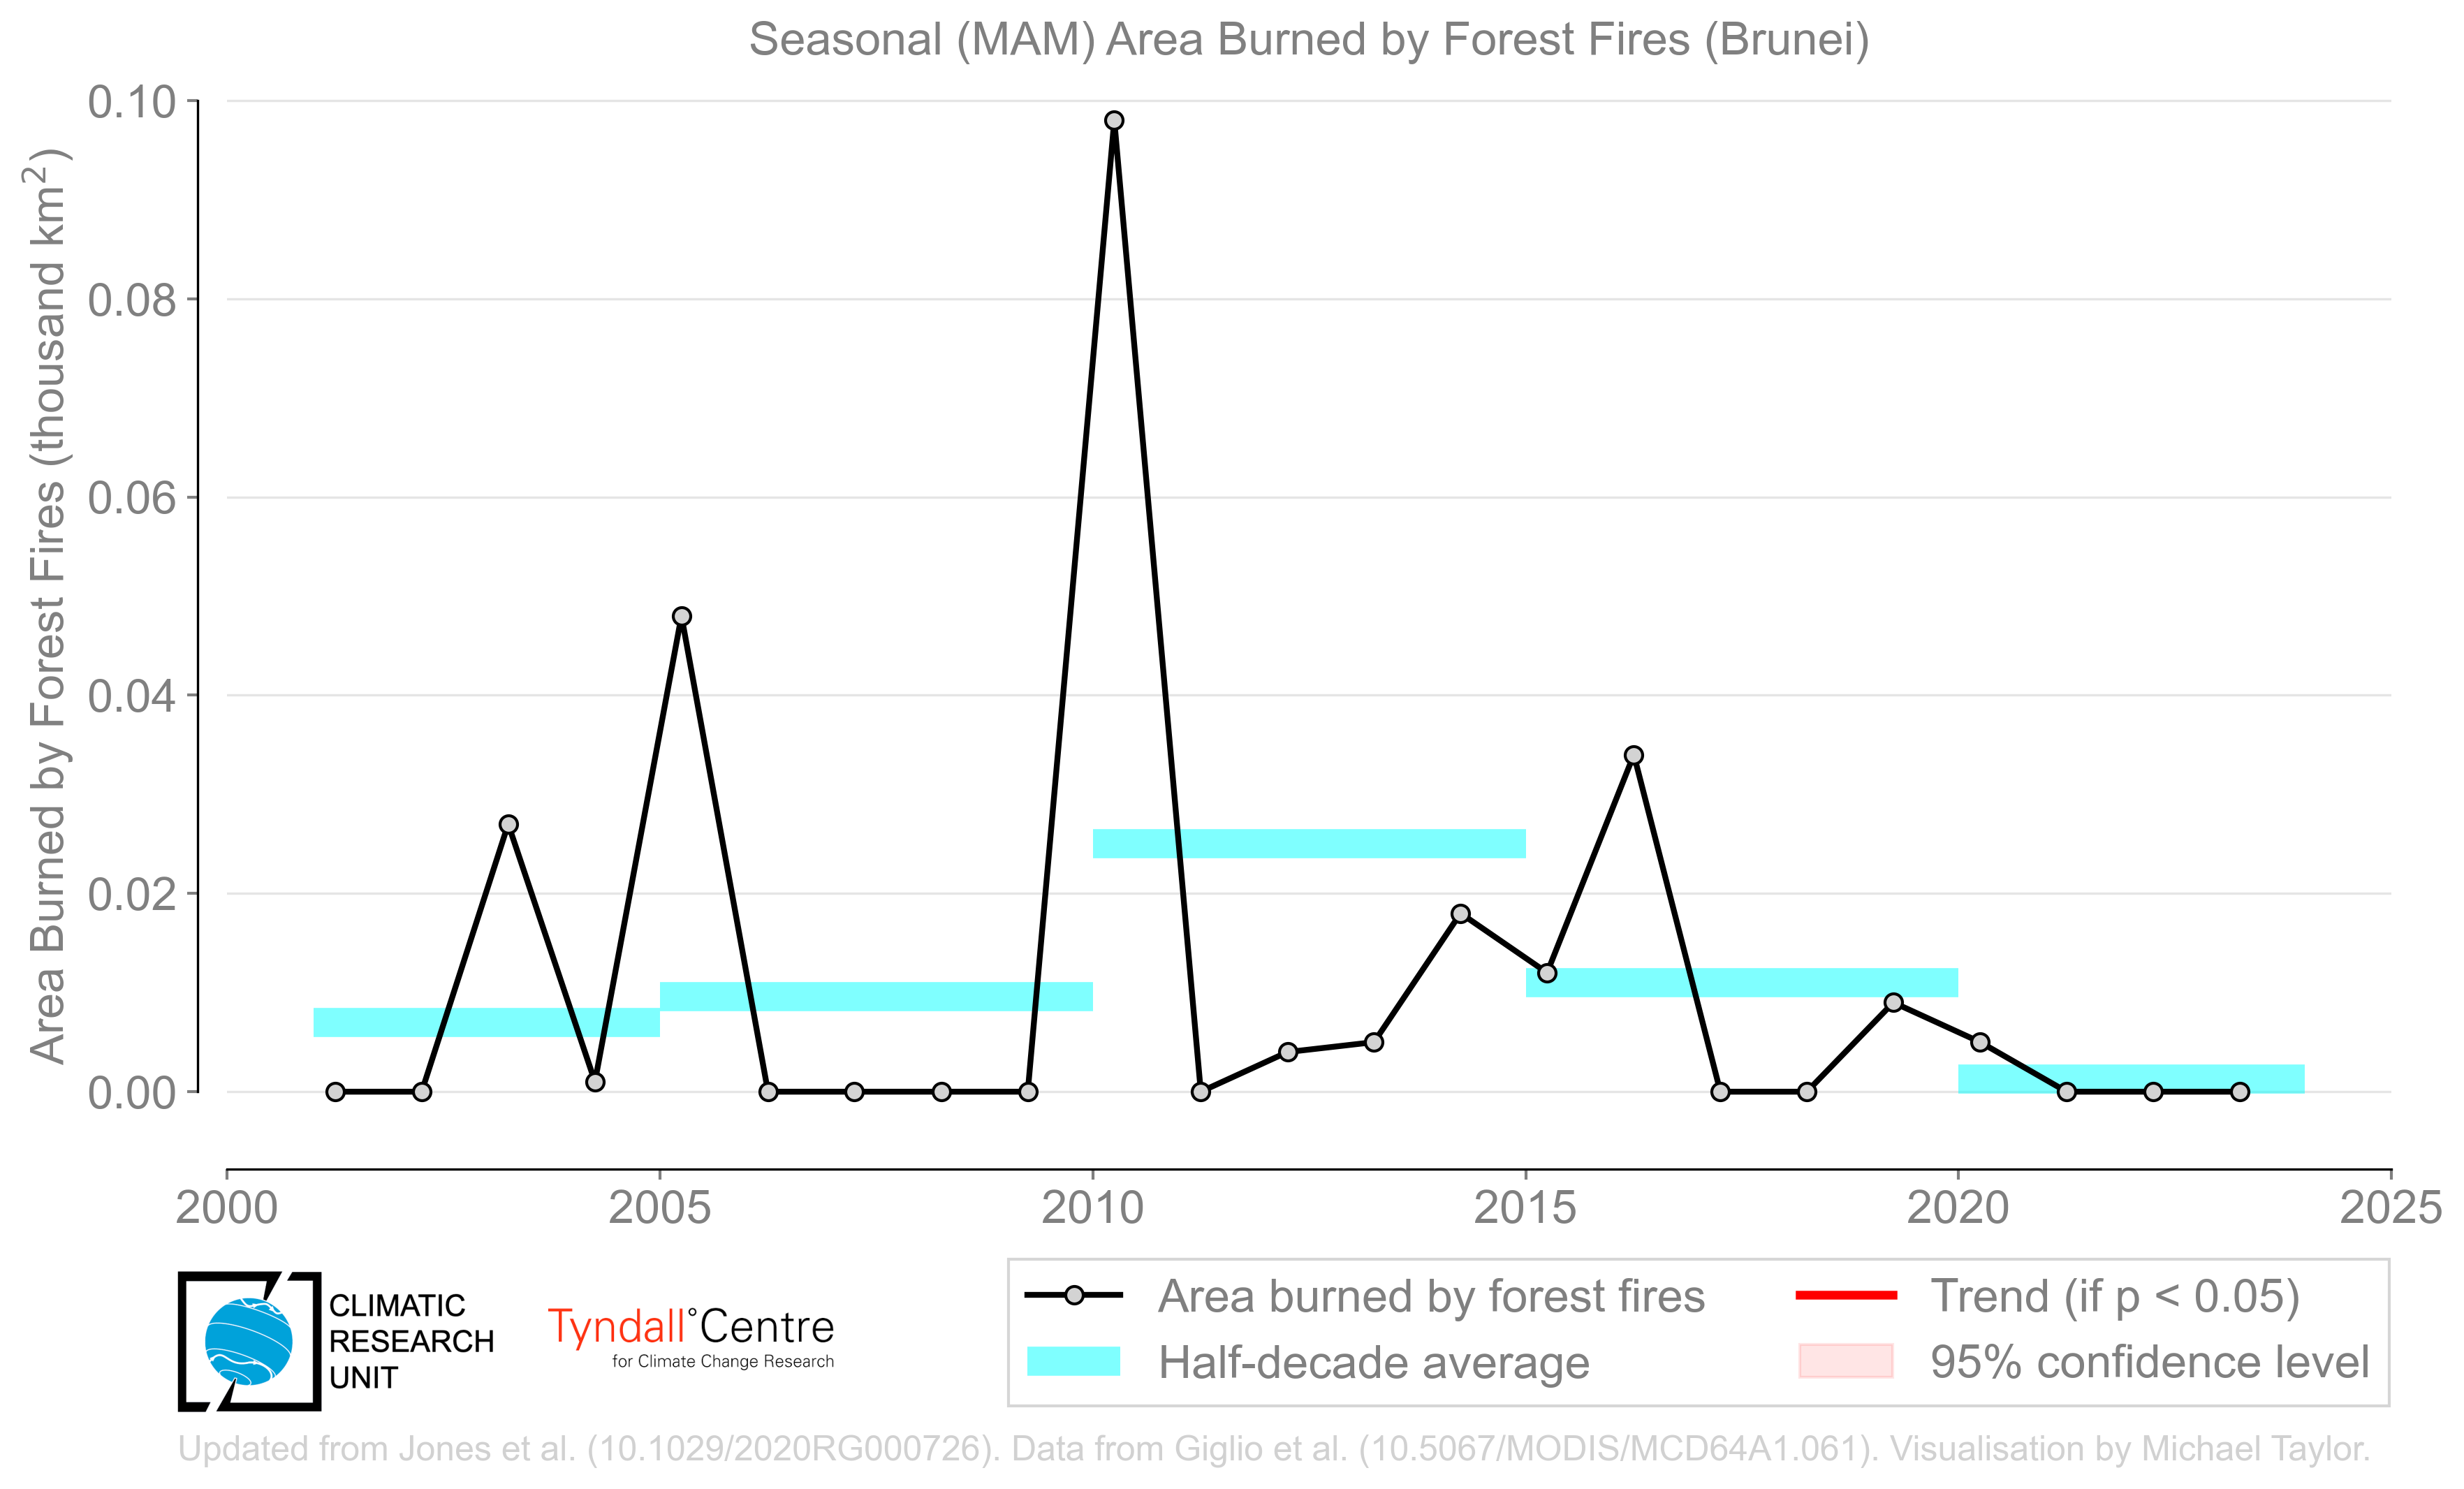 Seasonal (MAM) Area Burned by Forest Fires (Brunei)
Area Burned by Forest Fires (thousand km²)
0.10
0.08
0.06
0.04
0.02
0.00
2000 2005 2010 2015 2020 2025
CLIMATIC
RESEARCH
UNIT
Tyndall°Centre
for Climate Change Research
Area burned by forest fires
Half-decade average
Trend (if p < 0.05)
95% confidence level
Updated from Jones et al. (10.1029/2020RG000726). Data from Giglio et al. (10.5067/MODIS/MCD64A1.061). Visualisation by Michael Taylor.